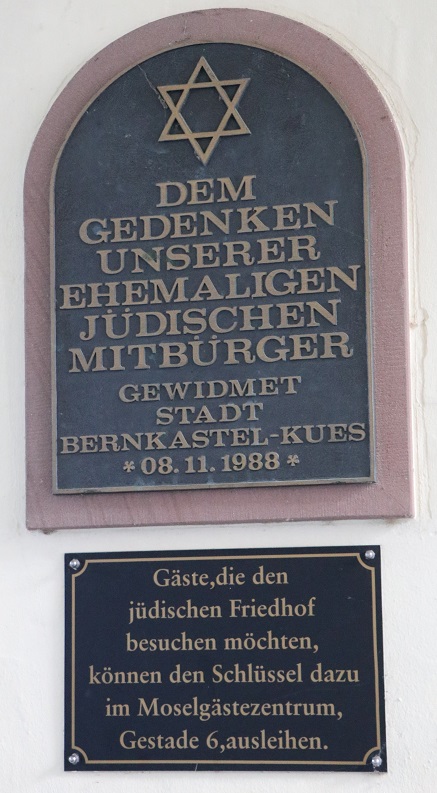 DEM
GEDENKEN
UNSERER
EHEMALIGEN
JÜDISCHEN
MITBÜRGER
GEWIDMET
STADT
BERNKASTEL-KUES
*08.11.1988*
Gäste,die den
jüdischen Friedhof
besuchen möchten,
können den Schlüssel dazu
im Moselgästezentrum,
Gestade 6,ausleihen.